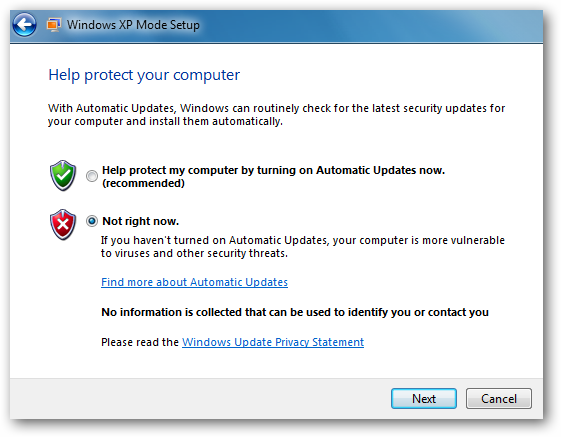 Windows XP Mode Setup
Help protect your computer
With Automatic Updates, Windows can routinely check for the latest security updates for
your computer and install them automatically.
Help protect my computer by turning on Automatic Updates now.
(recommended)
Not right now.
If you haven't turned on Automatic Updates, your computer is more vulnerable
to viruses and other security threats.
Find more about Automatic Updates
No information is collected that can be used to identify you or contact you
Please read the Windows Update Privacy Statement
Next
Cancel